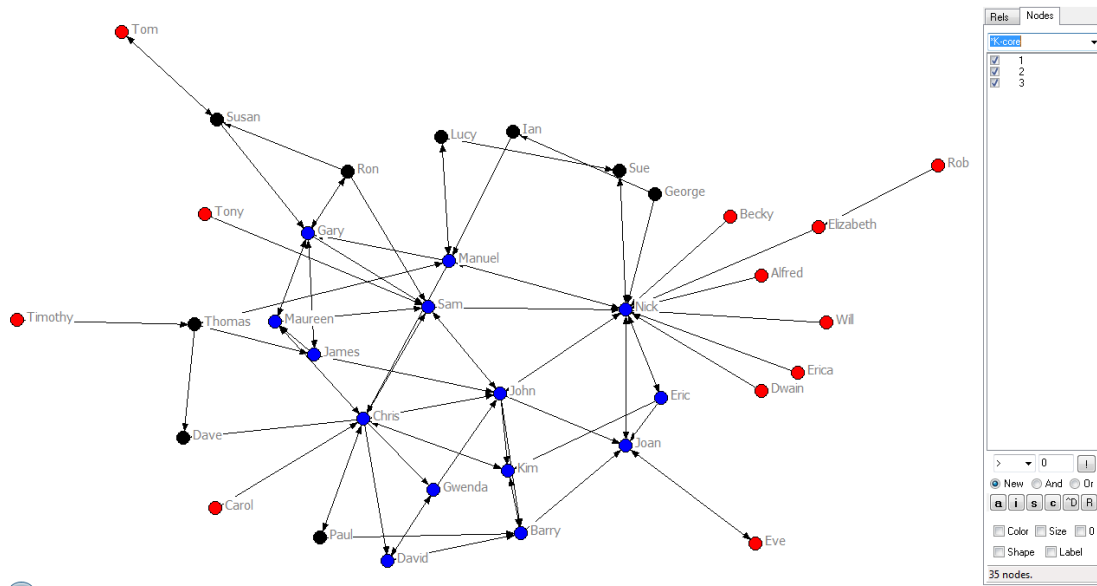 Rels Nodes
*K-core
1
2
3
Tom
Susan
Lucy
Ian
Ron
Sue
Rob
George
Tony
Becky
Elizabeth
Gary
Manuel
Alfred
Sam
Nick
Timothy
Thomas
Maureen
Will
James
Erica
John
Dwain
Eric
Chris
Dave
Joan
Kim
Gwenda
Carol
Paul
Barry
Eve
David
> 0 !
New And Or
a i s c ^D R
Color Size 0
Shape Label
35 nodes.